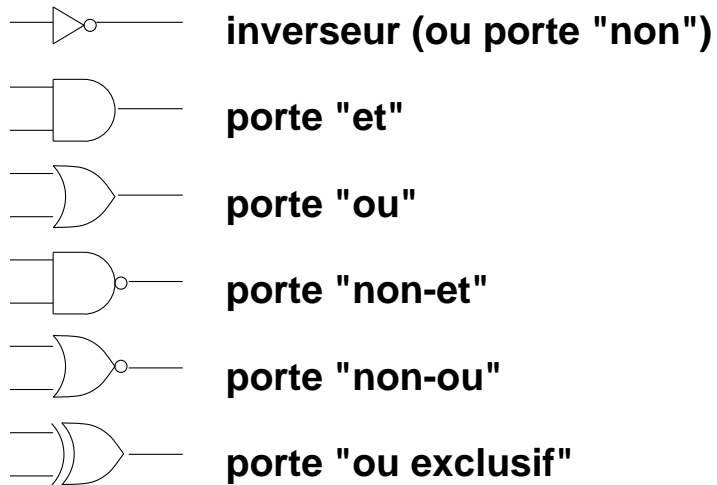 inverseur (ou porte "non")
porte "et"
porte "ou"
porte "non-et"
porte "non-ou"
porte "ou exclusif"